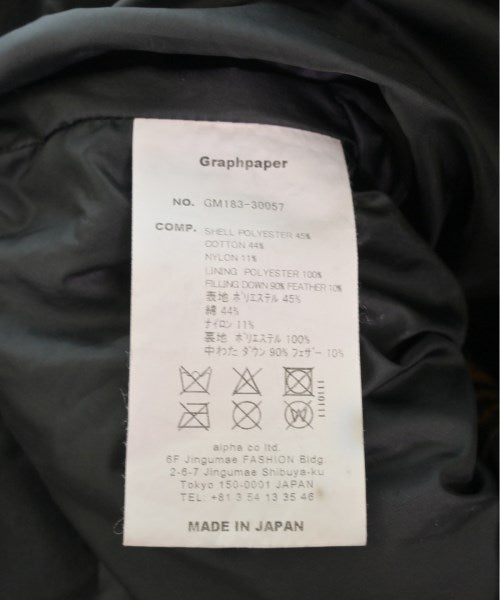 Graphpaper
NO. GM183-30057
COMP. SHELL POLYESTER 45%
COTTON 44%
NYLON 11%
LINING POLYESTER 100%
FILLING DOWN 90% FEATHER 10%
表地 ポリエステル 45%
綿 44%
ナイロン 11%
裏地 ポリエステル 100%
中わた ダウン 90% フェザー 10%
W
1110111
alpha co ltd.
6F Jingumae FASHION Bldg.
2-6-7 Jingumae Shibuya-ku
Tokyo 150-0001 JAPAN
TEL: +81 3 54 13 35 46
MADE IN JAPAN